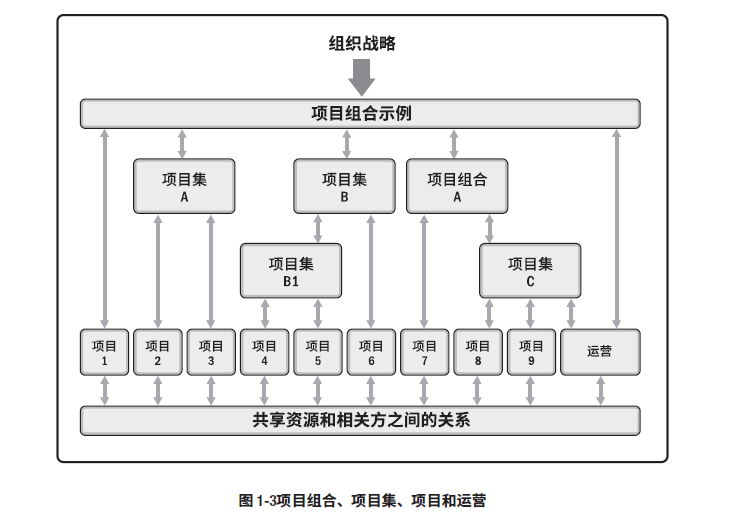 组织战略
项目组合示例
项目集
A
项目集
B
项目组合
A
项目集
B1
项目集
C
项目
1
项目
2
项目
3
项目
4
项目
5
项目
6
项目
7
项目
8
项目
9
运营
共享资源和相关方之间的关系
图 1-3项目组合、项目集、项目和运营